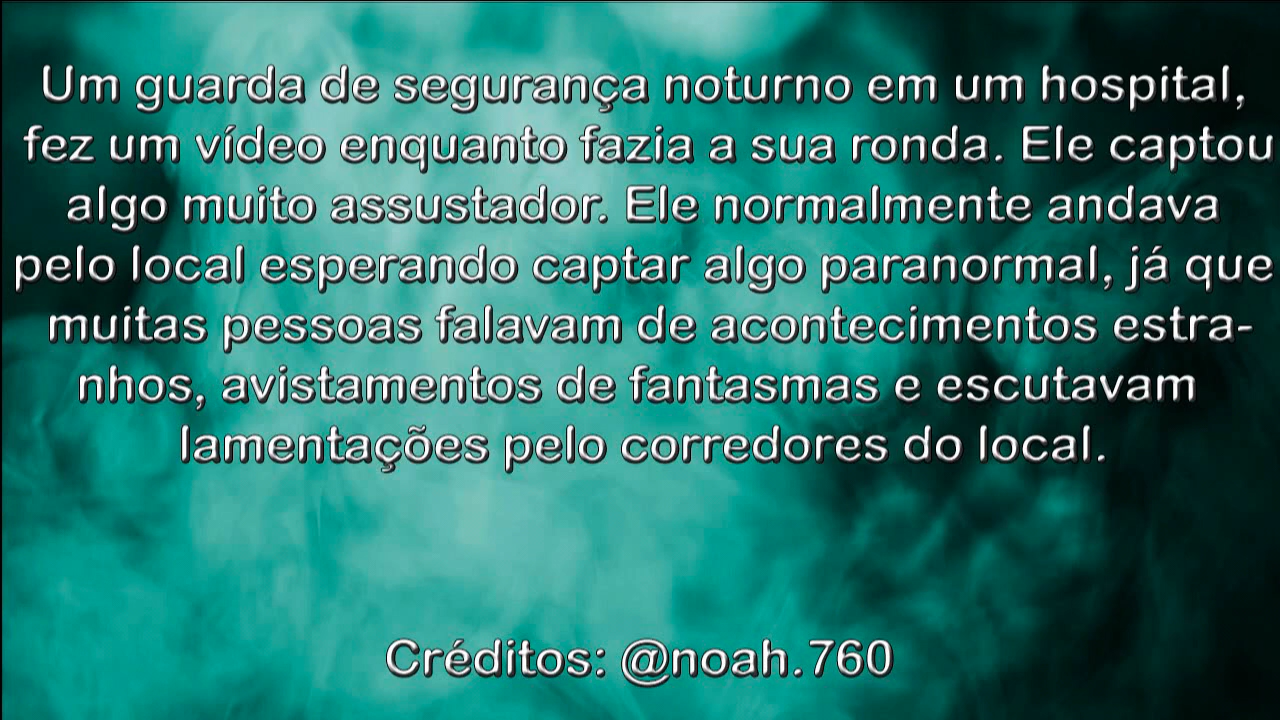 Um guarda de segurança noturno em um hospital,
fez um vídeo enquanto fazia a sua ronda. Ele captou
algo muito assustador. Ele normalmente andava
pelo local esperando captar algo paranormal, já que
muitas pessoas falavam de acontecimentos estra-
nhos, avistamentos de fantasmas e escutavam
lamentações pelo corredores do local.
Créditos: @noah.760